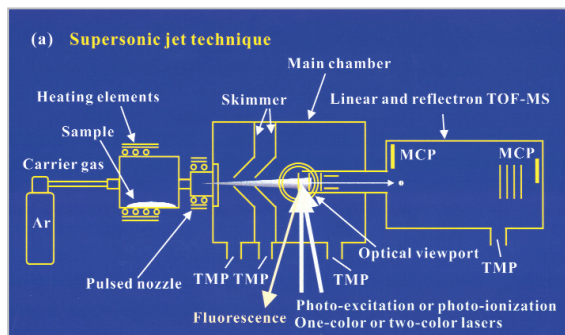 (a) Supersonic jet technique
Main chamber
Heating elements
Skimmer
Linear and reflectron TOF-MS
Sample
Carrier gas
MCP
MCP
Ar
e
Optical viewport
Pulsed nozzle
TMP
TMP
TMP
TMP
Fluorescence
Photo-excitation or photo-ionization
One-color or two-color lasers